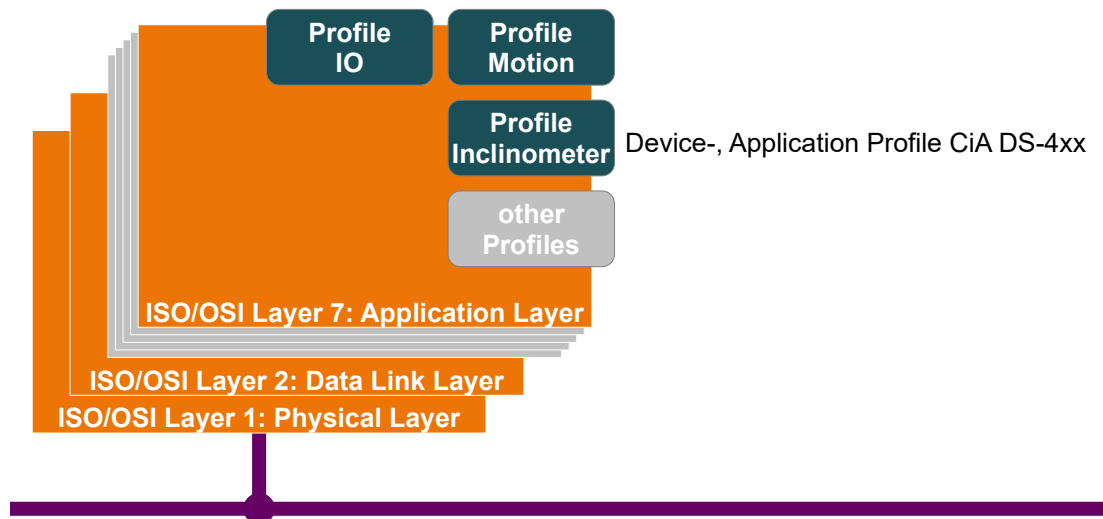 Profile
IO
Profile
Motion
Profile
Inclinometer
Device-, Application Profile CiA DS-4xx
other
Profiles
ISO/OSI Layer 7: Application Layer
ISO/OSI Layer 2: Data Link Layer
ISO/OSI Layer 1: Physical Layer